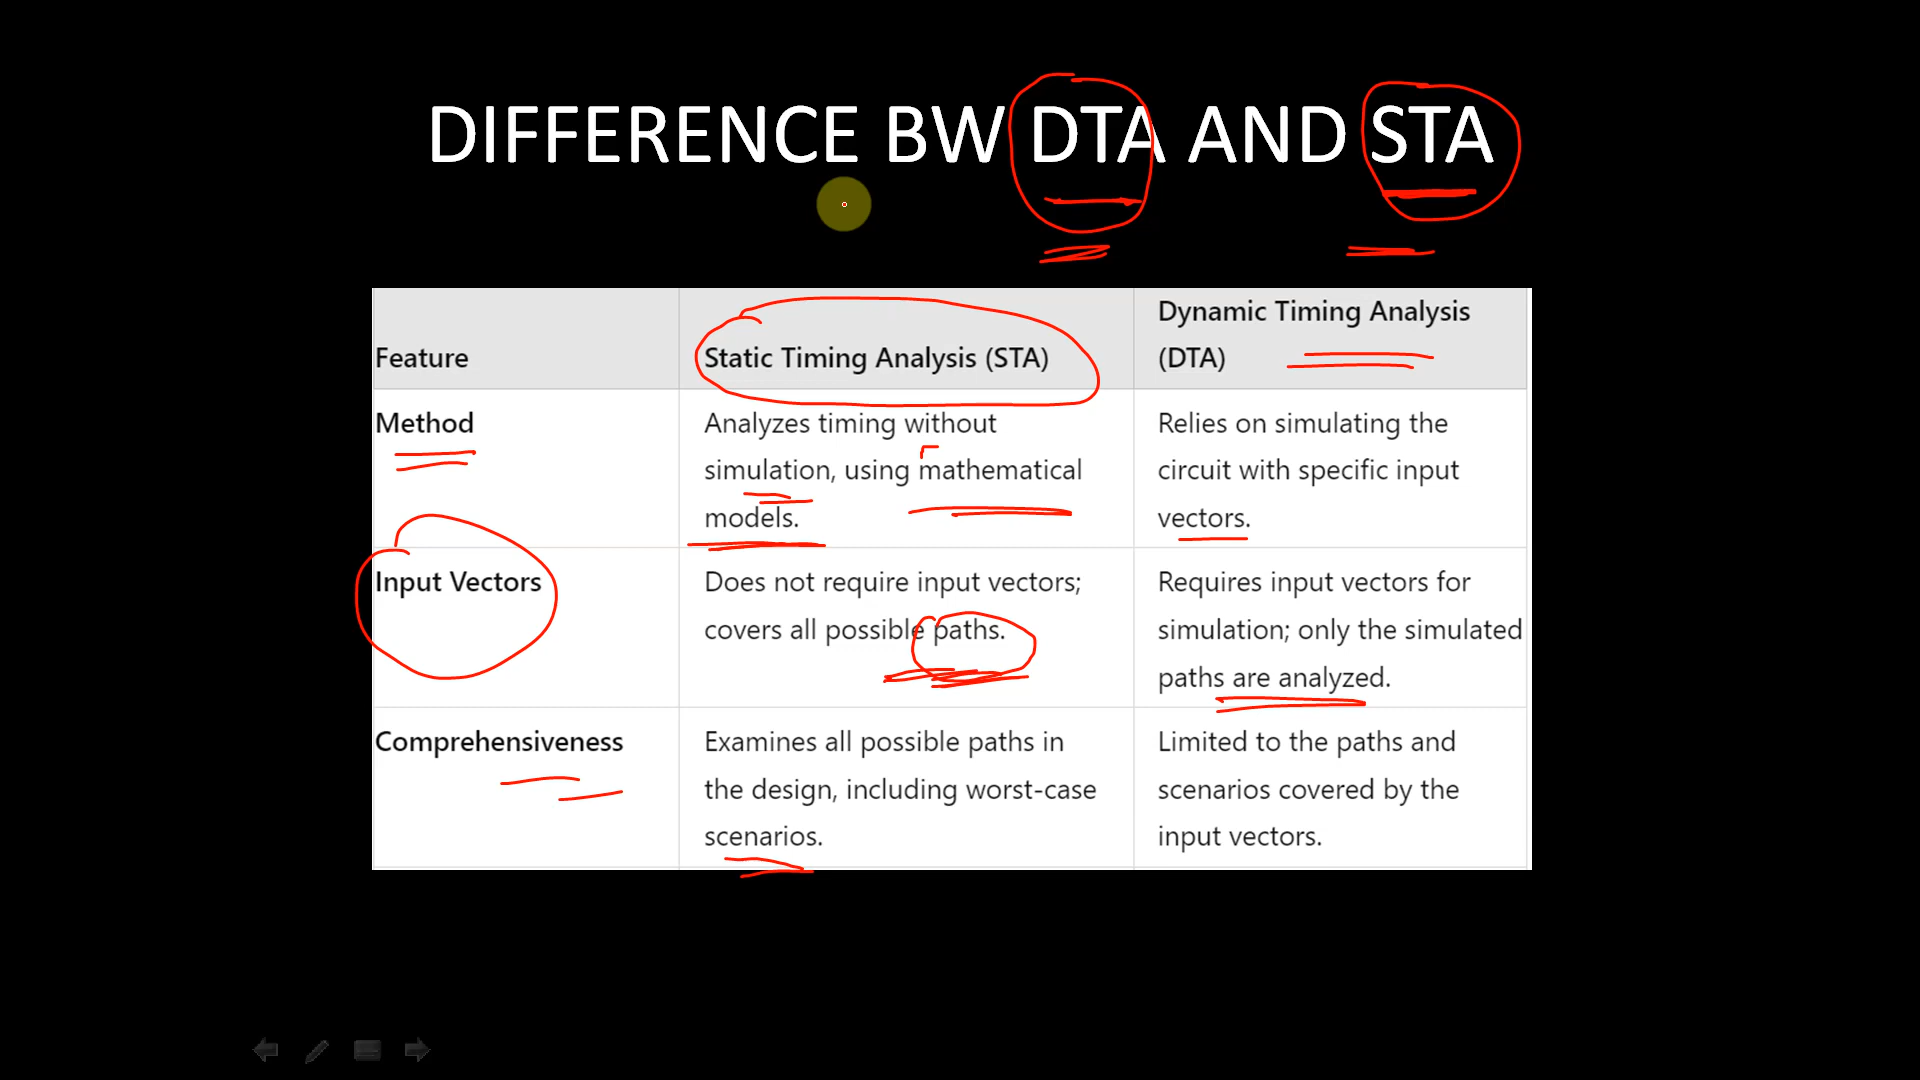 DIFFERENCE BW DTA AND STA
Feature
Static Timing Analysis (STA)
Dynamic Timing Analysis
(DTA)
Method
Analyzes timing without
simulation, using mathematical
models.
Relies on simulating the
circuit with specific input
vectors.
Input Vectors
Does not require input vectors;
covers all possible paths.
Requires input vectors for
simulation; only the simulated
paths are analyzed.
Comprehensiveness
Examines all possible paths in
the design, including worst-case
scenarios.
Limited to the paths and
scenarios covered by the
input vectors.